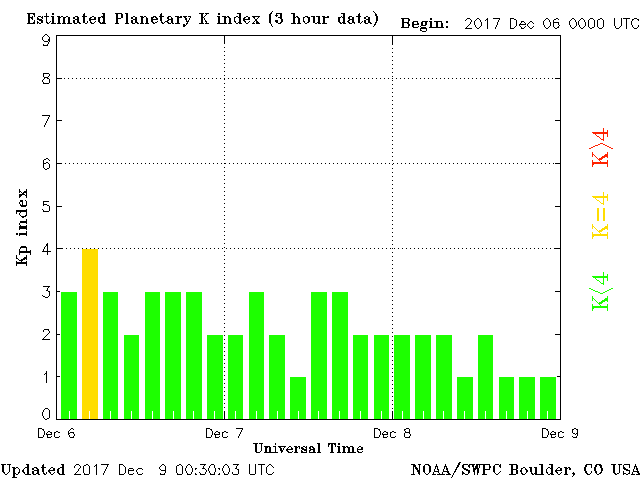 Estimated Planetary K index (3 hour data) Begin: 2017 Dec 06 0000 UTC
9
8
7
6
5
4
3
2
1
0
Kp index
K>4
K=4
K<4
Dec 6 Dec 7 Dec 8 Dec 9
Universal Time
Updated 2017 Dec 9 00:30:03 UTC NOAA/SWPC Boulder, CO USA